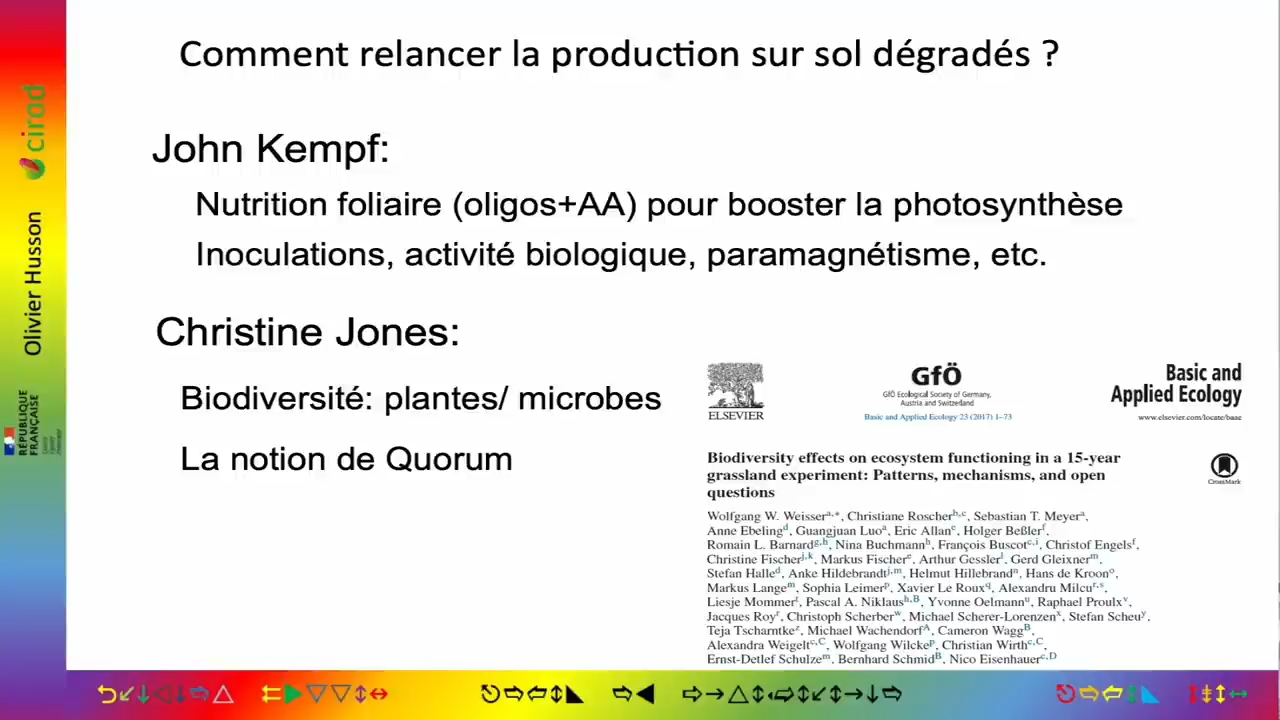 Comment relancer la production sur sol dégradés ?
John Kempf:
Nutrition foliaire (oligos+AA) pour booster la photosynthèse
Inoculations, activité biologique, paramagnétisme, etc.
Christine Jones:
Biodiversité: plantes/ microbes
La notion de Quorum
cirad
Olivier Husson
RÉPUBLIQUE
FRANÇAISE
ELSEVIER
GfÖ
GfÖ Ecological Society of Germany,
Austria and Switzerland
Basic and Applied Ecology 23 (2017) 1–73
Basic and
Applied Ecology
www.elsevier.com/locate/baae
Biodiversity effects on ecosystem functioning in a 15-year
grassland experiment: Patterns, mechanisms, and open
questions
CrossMark
Wolfgang W. Weisser^a,*, Christiane Roscher^b,c, Sebastian T. Meyer^a,
Anne Ebeling^d, Guangjuan Luo^a, Eric Allan^e, Holger Beßler^f,
Romain L. Barnard^g,h, Nina Buchmann^h, François Buscot^c,i, Christof Engels^f,
Christine Fischer^j,k, Markus Fischer^e, Arthur Gessler^l, Gerd Gleixner^m,
Stefan Halle^d, Anke Hildebrandt^j,m, Helmut Hillebrand^n, Hans de Kroon^o,
Markus Lange^m, Sophia Leimer^p, Xavier Le Roux^q, Alexandru Milcu^r,s,
Liesje Mommer^t, Pascal A. Niklaus^h,B, Yvonne Oelmann^u, Raphael Proulx^v,
Jacques Roy^r, Christoph Scherber^w, Michael Scherer-Lorenzen^x, Stefan Scheu^y,
Teja Tscharntke^z, Michael Wachendorf^A, Cameron Wagg^B,
Alexandra Weigelt^c,C, Wolfgang Wilcke^p, Christian Wirth^c,C,
Ernst-Detlef Schulze^m, Bernhard Schmid^B, Nico Eisenhauer^c,D